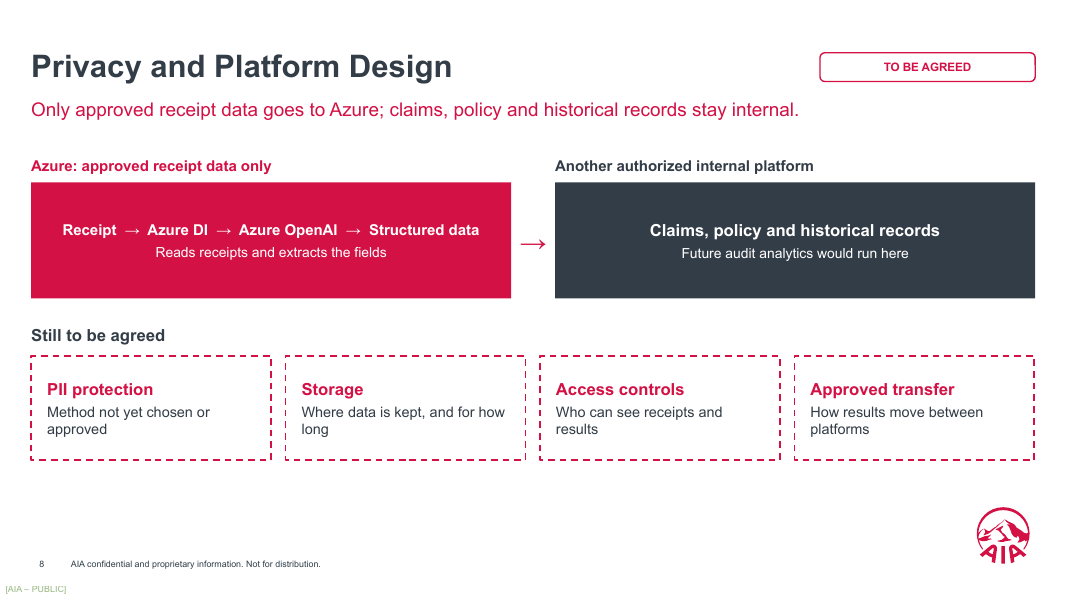 Privacy and Platform Design
TO BE AGREED
Only approved receipt data goes to Azure; claims, policy and historical records stay internal.
Azure: approved receipt data only
Receipt → Azure DI → Azure OpenAI → Structured data
Reads receipts and extracts the fields
→
Another authorized internal platform
Claims, policy and historical records
Future audit analytics would run here
Still to be agreed
PII protection
Method not yet chosen or
approved
Storage
Where data is kept, and for how
long
Access controls
Who can see receipts and
results
Approved transfer
How results move between
platforms
AIA
8 AIA confidential and proprietary information. Not for distribution.
[AIA – PUBLIC]